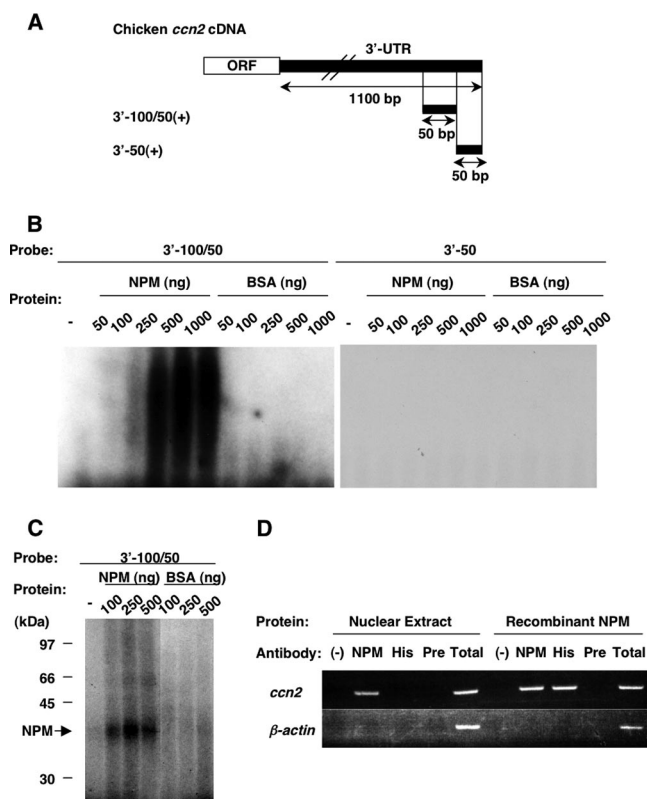 A
Chicken ccn2 cDNA
3'-UTR
ORF
1100 bp
3'-100/50(+)
50 bp
3'-50(+)
50 bp
B
Probe: 3'-100/50 3'-50
NPM (ng) BSA (ng) NPM (ng) BSA (ng)
Protein:
- 50 100 250 500 1000 50 100 250 500 1000 - 50 100 250 500 1000 50 100 250 500 1000
C
Probe: 3'-100/50
NPM (ng) BSA (ng)
Protein:
- 100 250 500 100 250 500
(kDa)
97
66
45
NPM
30
D
Protein: Nuclear Extract Recombinant NPM
Antibody: (-) NPM His Pre Total (-) NPM His Pre Total
ccn2
β-actin